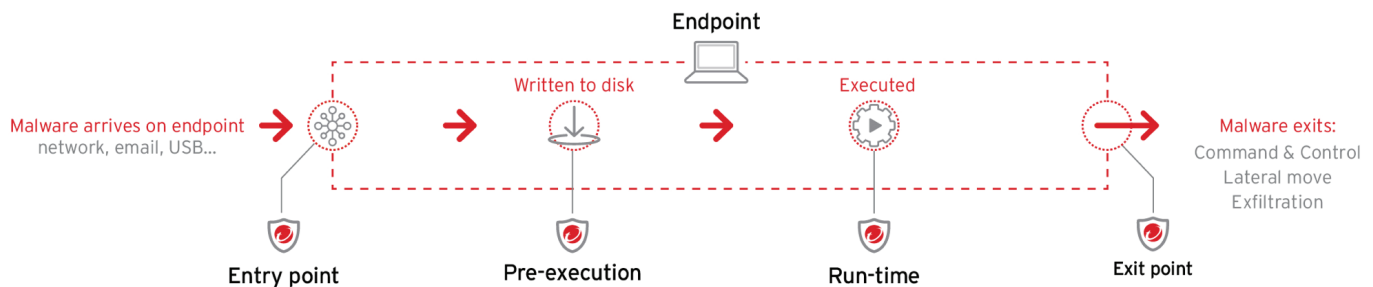 Endpoint
Written to disk
Executed
Malware arrives on endpoint
network, email, USB...
Malware exits:
Command & Control
Lateral move
Exfiltration
Entry point
Pre-execution
Run-time
Exit point